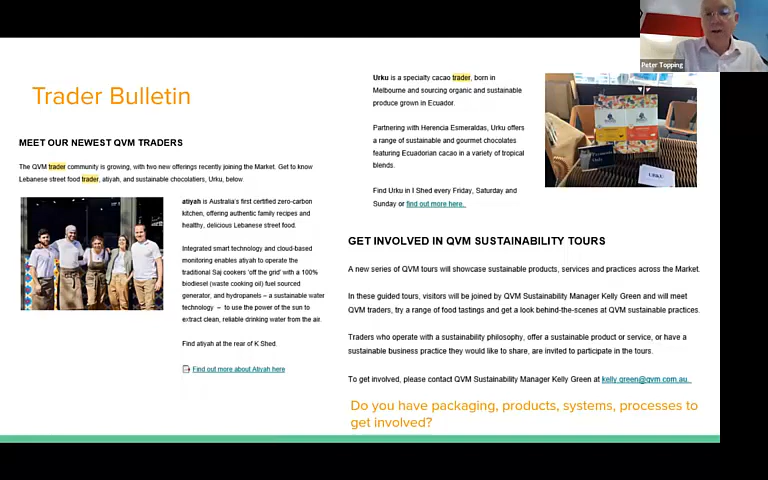 Peter Topping
Trader Bulletin
MEET OUR NEWEST QVM TRADERS
The QVM trader community is growing, with two new offerings recently joining the Market. Get to know
Lebanese street food trader, atiyah, and sustainable chocolatiers, Urku, below.
atiyah is Australia's first certified zero-carbon
kitchen, offering authentic family recipes and
healthy, delicious Lebanese street food.
Integrated smart technology and cloud-based
monitoring enables atiyah to operate the
traditional Saj cookers 'off the grid' with a 100%
biodiesel (waste cooking oil) fuel sourced
generator, and hydropanels – a sustainable water
technology – to use the power of the sun to
extract clean, reliable drinking water from the air.
Find atiyah at the rear of K Shed.
Find out more about Atiyah here
Urku is a specialty cacao trader, born in
Melbourne and sourcing organic and sustainable
produce grown in Ecuador.
Partnering with Herencia Esmeraldas, Urku offers
a range of sustainable and gourmet chocolates
featuring Ecuadorian cacao in a variety of tropical
blends.
Find Urku in I Shed every Friday, Saturday and
Sunday or find out more here.
URKU
GET INVOLVED IN QVM SUSTAINABILITY TOURS
A new series of QVM tours will showcase sustainable products, services and practices across the Market.
In these guided tours, visitors will be joined by QVM Sustainability Manager Kelly Green and will meet
QVM traders, try a range of food tastings and get a look behind-the-scenes at QVM sustainable practices.
Traders who operate with a sustainability philosophy, offer a sustainable product or service, or have a
sustainable business practice they would like to share, are invited to participate in the tours.
To get involved, please contact QVM Sustainability Manager Kelly Green at kelly.green@qvm.com.au.
Do you have packaging, products, systems, processes to
get involved?